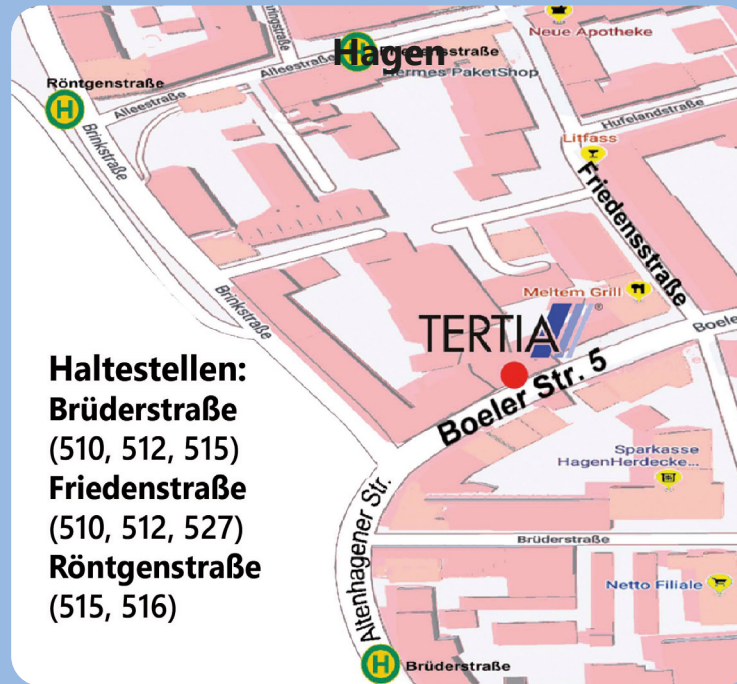 Neue Apotheke
Hagen
Friedensstraße
Alleestraße
Hermes PaketShop
Röntgenstraße
H
Alleestraße
Hufelandstraße
Brinkstraße
Litfass
Friedensstraße
Brinkstraße
Meltem Grill
TERTIA®
Boeler
Boeler Str. 5
Haltestellen:
Brüderstraße
(510, 512, 515)
Friedenstraße
(510, 512, 527)
Röntgenstraße
(515, 516)
Sparkasse
HagenHerdecke...
Altenhagener Str.
Brüderstraße
Netto Filiale
H
Brüderstraße